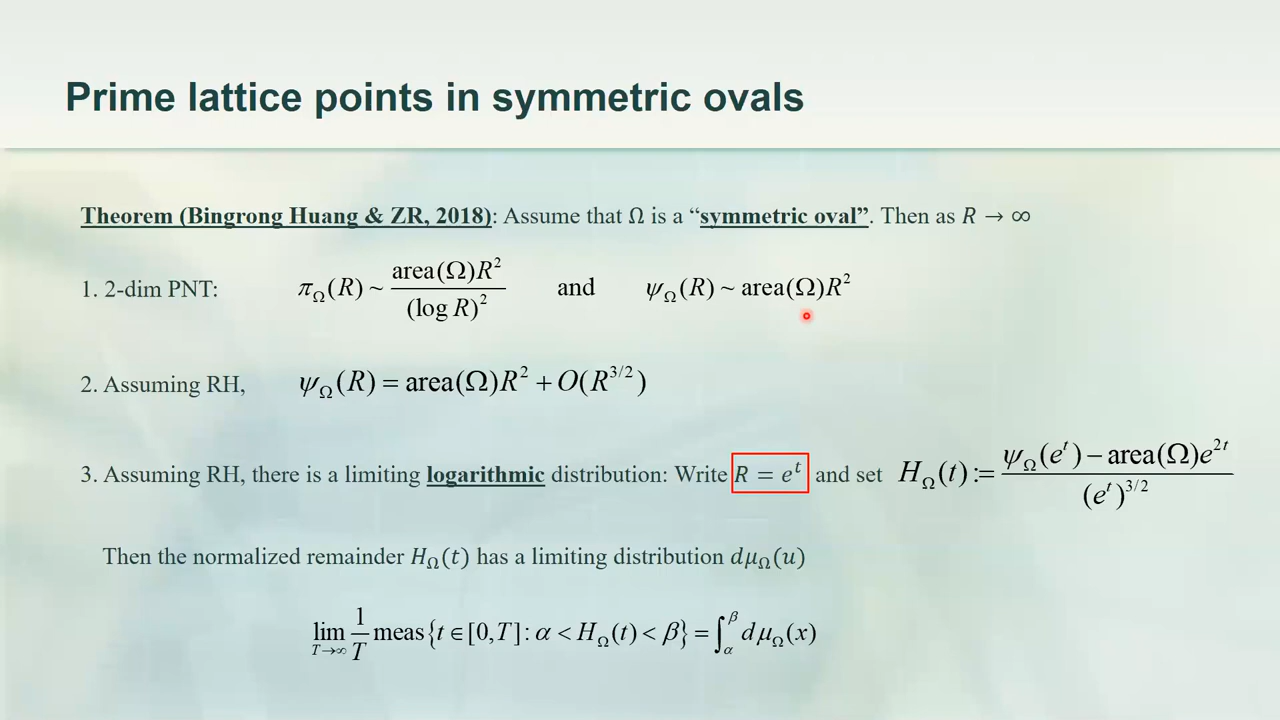 Prime lattice points in symmetric ovals
Theorem (Bingrong Huang & ZR, 2018): Assume that Ω is a “symmetric oval”. Then as R → ∞
1. 2-dim PNT: π_Ω(R) ~ area(Ω)R² / (log R)² and ψ_Ω(R) ~ area(Ω)R²
2. Assuming RH, ψ_Ω(R) = area(Ω)R² + O(R^{3/2})
3. Assuming RH, there is a limiting logarithmic distribution: Write R = e^t and set H_Ω(t) := (ψ_Ω(e^t) − area(Ω)e^{2t}) / (e^t)^{3/2}
Then the normalized remainder H_Ω(t) has a limiting distribution dμ_Ω(u)
lim_{T→∞} 1/T meas{t ∈ [0,T] : α < H_Ω(t) < β} = ∫_α^β dμ_Ω(x)